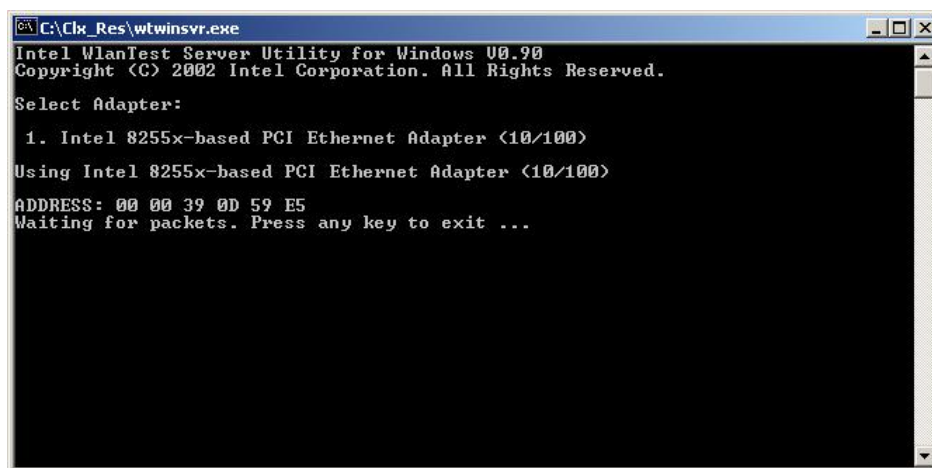 C:\Clx_Res\wtwinsvr.exe
Intel WlanTest Server Utility for Windows V0.90
Copyright (C) 2002 Intel Corporation. All Rights Reserved.
Select Adapter:
1. Intel 8255x-based PCI Ethernet Adapter (10/100)
Using Intel 8255x-based PCI Ethernet Adapter (10/100)
ADDRESS: 00 00 39 0D 59 E5
Waiting for packets. Press any key to exit ...